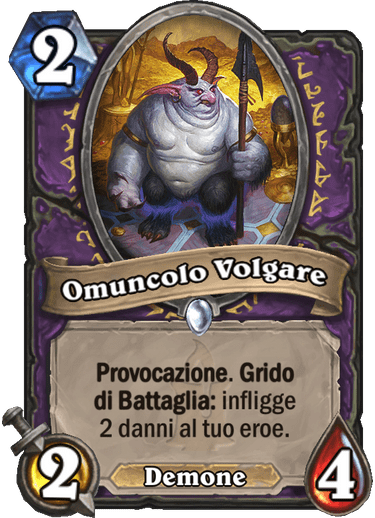 2
Omuncolo Volgare
Provocazione. Grido
di Battaglia: infligge
2 danni al tuo eroe.
2
Demone
4